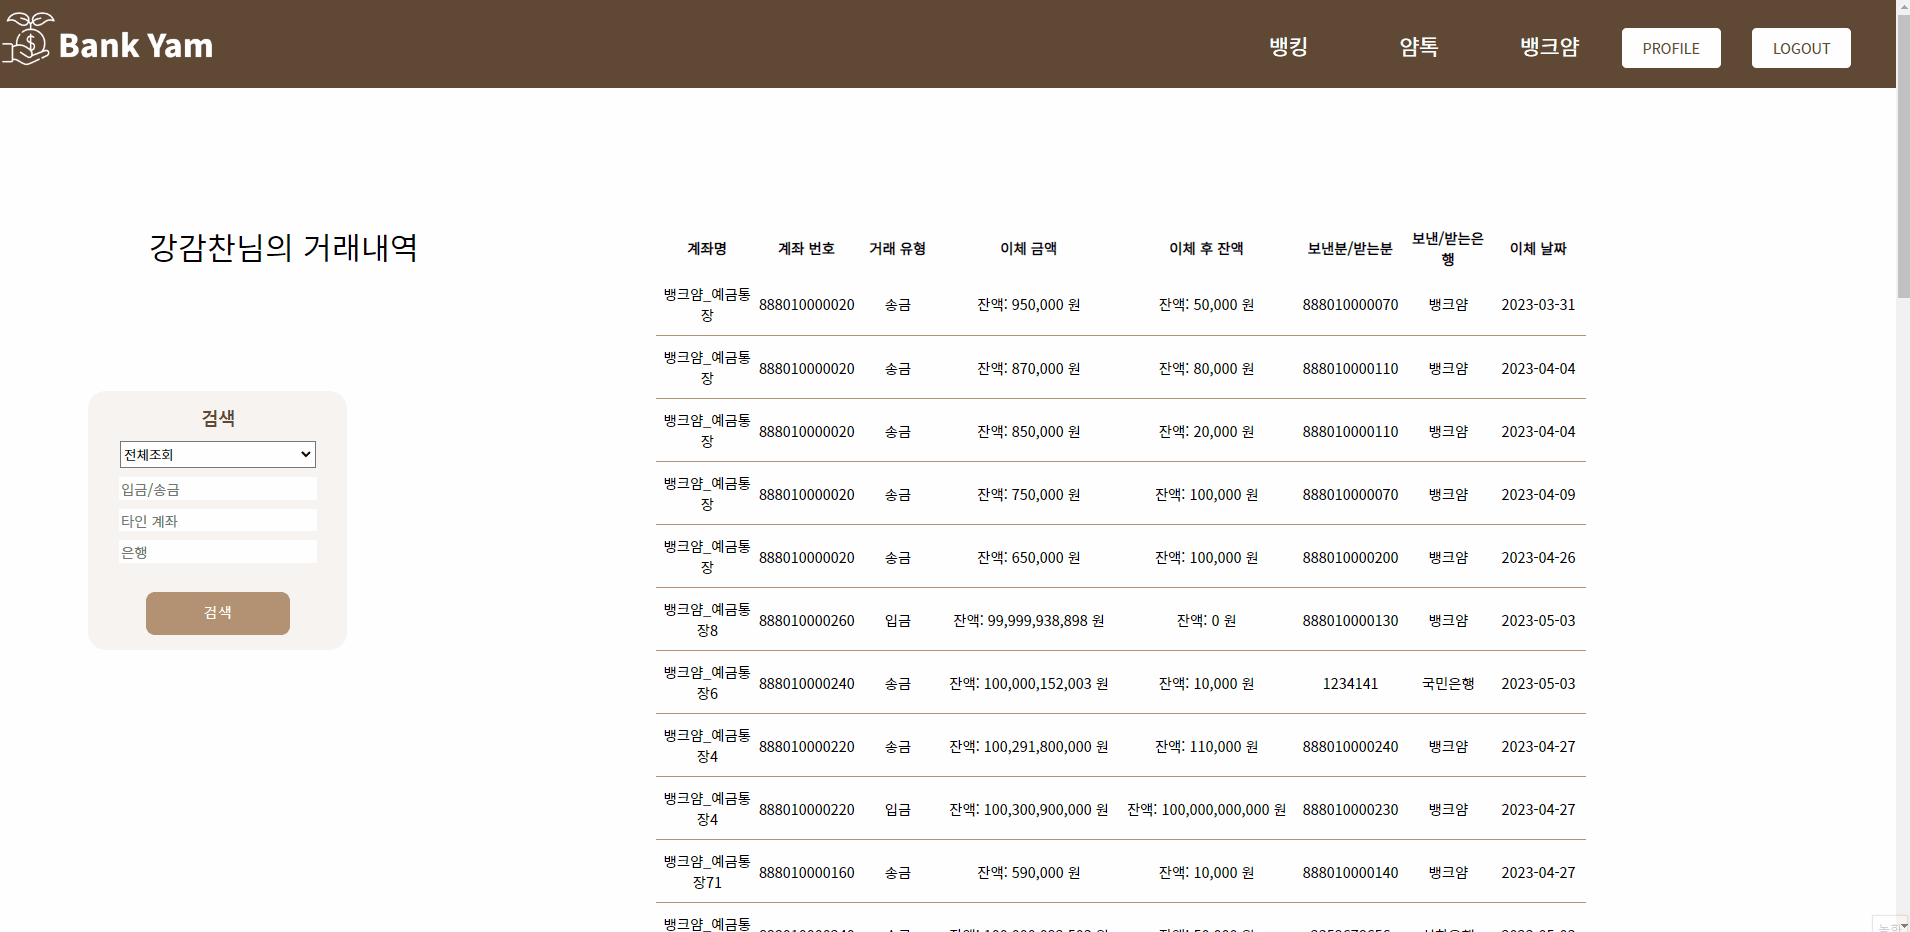 Bank Yam
뱅킹 얌톡 뱅크얌 PROFILE LOGOUT
강감찬님의 거래내역
검색
전체조회
입금/송금
타인 계좌
은행
검색
계좌명 계좌 번호 거래 유형 이체 금액 이체 후 잔액 보낸분/받는분 보낸/받는은
행 이체 날짜
뱅크얌_예금통
장 888010000020 송금 잔액: 950,000 원 잔액: 50,000 원 888010000070 뱅크얌 2023-03-31
뱅크얌_예금통
장 888010000020 송금 잔액: 870,000 원 잔액: 80,000 원 888010000110 뱅크얌 2023-04-04
뱅크얌_예금통
장 888010000020 송금 잔액: 850,000 원 잔액: 20,000 원 888010000110 뱅크얌 2023-04-04
뱅크얌_예금통
장 888010000020 송금 잔액: 750,000 원 잔액: 100,000 원 888010000070 뱅크얌 2023-04-09
뱅크얌_예금통
장 888010000020 송금 잔액: 650,000 원 잔액: 100,000 원 888010000200 뱅크얌 2023-04-26
뱅크얌_예금통
장8 888010000260 입금 잔액: 99,999,938,898 원 잔액: 0 원 888010000130 뱅크얌 2023-05-03
뱅크얌_예금통
장6 888010000240 송금 잔액: 100,000,152,003 원 잔액: 10,000 원 1234141 국민은행 2023-05-03
뱅크얌_예금통
장4 888010000220 송금 잔액: 100,291,800,000 원 잔액: 110,000 원 888010000240 뱅크얌 2023-04-27
뱅크얌_예금통
장4 888010000220 입금 잔액: 100,300,900,000 원 잔액: 100,000,000,000 원 888010000230 뱅크얌 2023-04-27
뱅크얌_예금통
장71 888010000160 송금 잔액: 590,000 원 잔액: 10,000 원 888010000140 뱅크얌 2023-04-27
뱅크얌_예금통